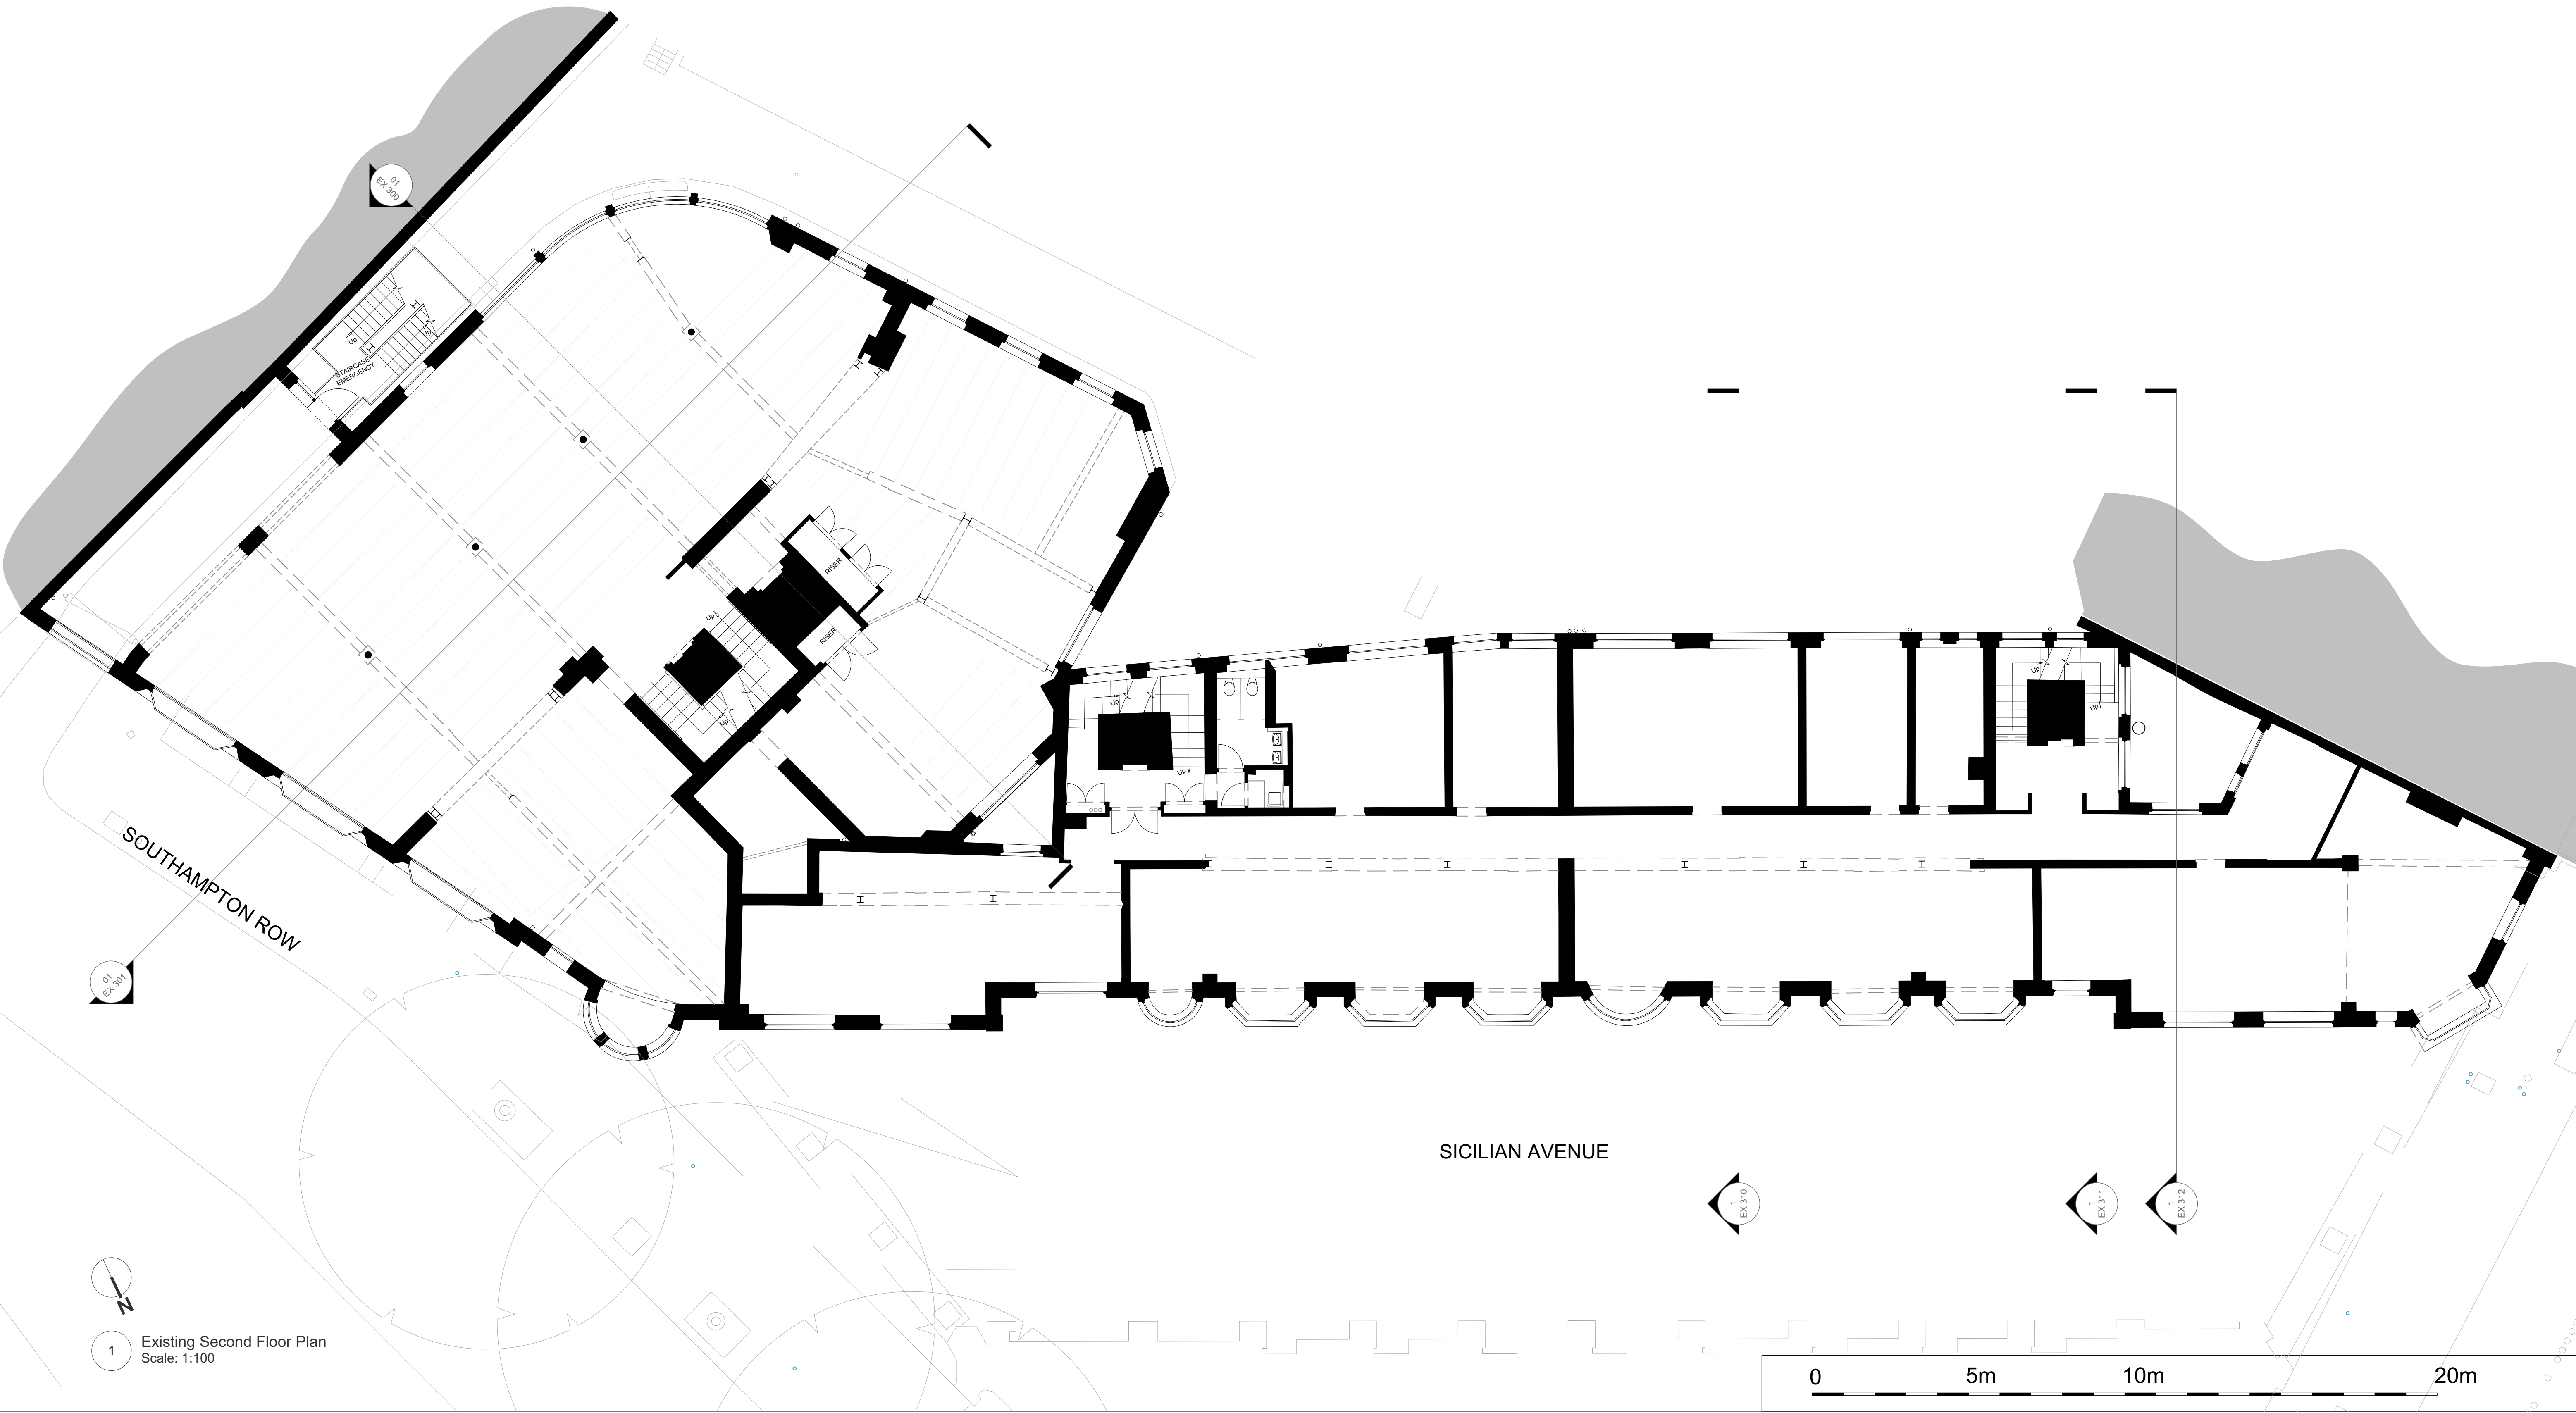 01
EX 300
Up
Up
STAIRCASE
EMERGENCY
RISER
RISER
Up
Up
Up
Up
Up
Up
SOUTHAMPTON ROW
01
EX 301
SICILIAN AVENUE
1
EX 310
1
EX 311
1
EX 312
N
1
Existing Second Floor Plan
Scale: 1:100
0
5m
10m
20m